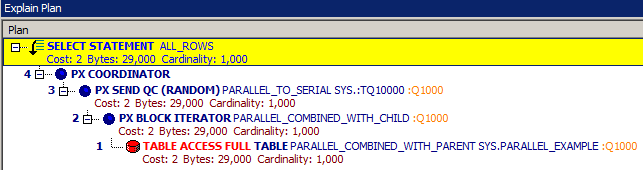 Explain Plan
Plan
SELECT STATEMENT ALL_ROWS
Cost: 2 Bytes: 29,000 Cardinality: 1,000
4 PX COORDINATOR
3 PX SEND QC (RANDOM) PARALLEL_TO_SERIAL SYS.:TQ10000 :Q1000
Cost: 2 Bytes: 29,000 Cardinality: 1,000
2 PX BLOCK ITERATOR PARALLEL_COMBINED_WITH_CHILD :Q1000
Cost: 2 Bytes: 29,000 Cardinality: 1,000
1 TABLE ACCESS FULL TABLE PARALLEL_COMBINED_WITH_PARENT SYS.PARALLEL_EXAMPLE :Q1000
Cost: 2 Bytes: 29,000 Cardinality: 1,000